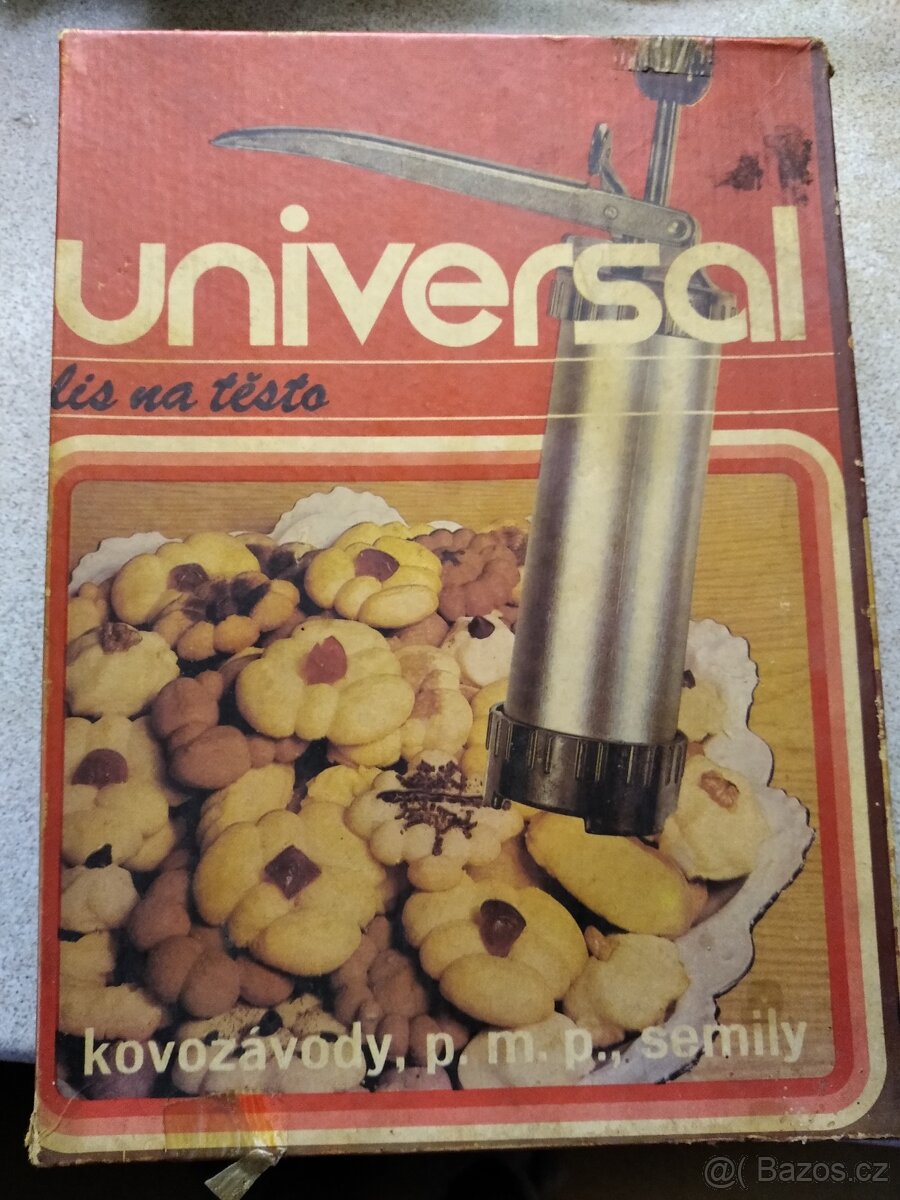 universal
lis na těsto
kovozávody, p. m. p., semily
@( Bazos.cz